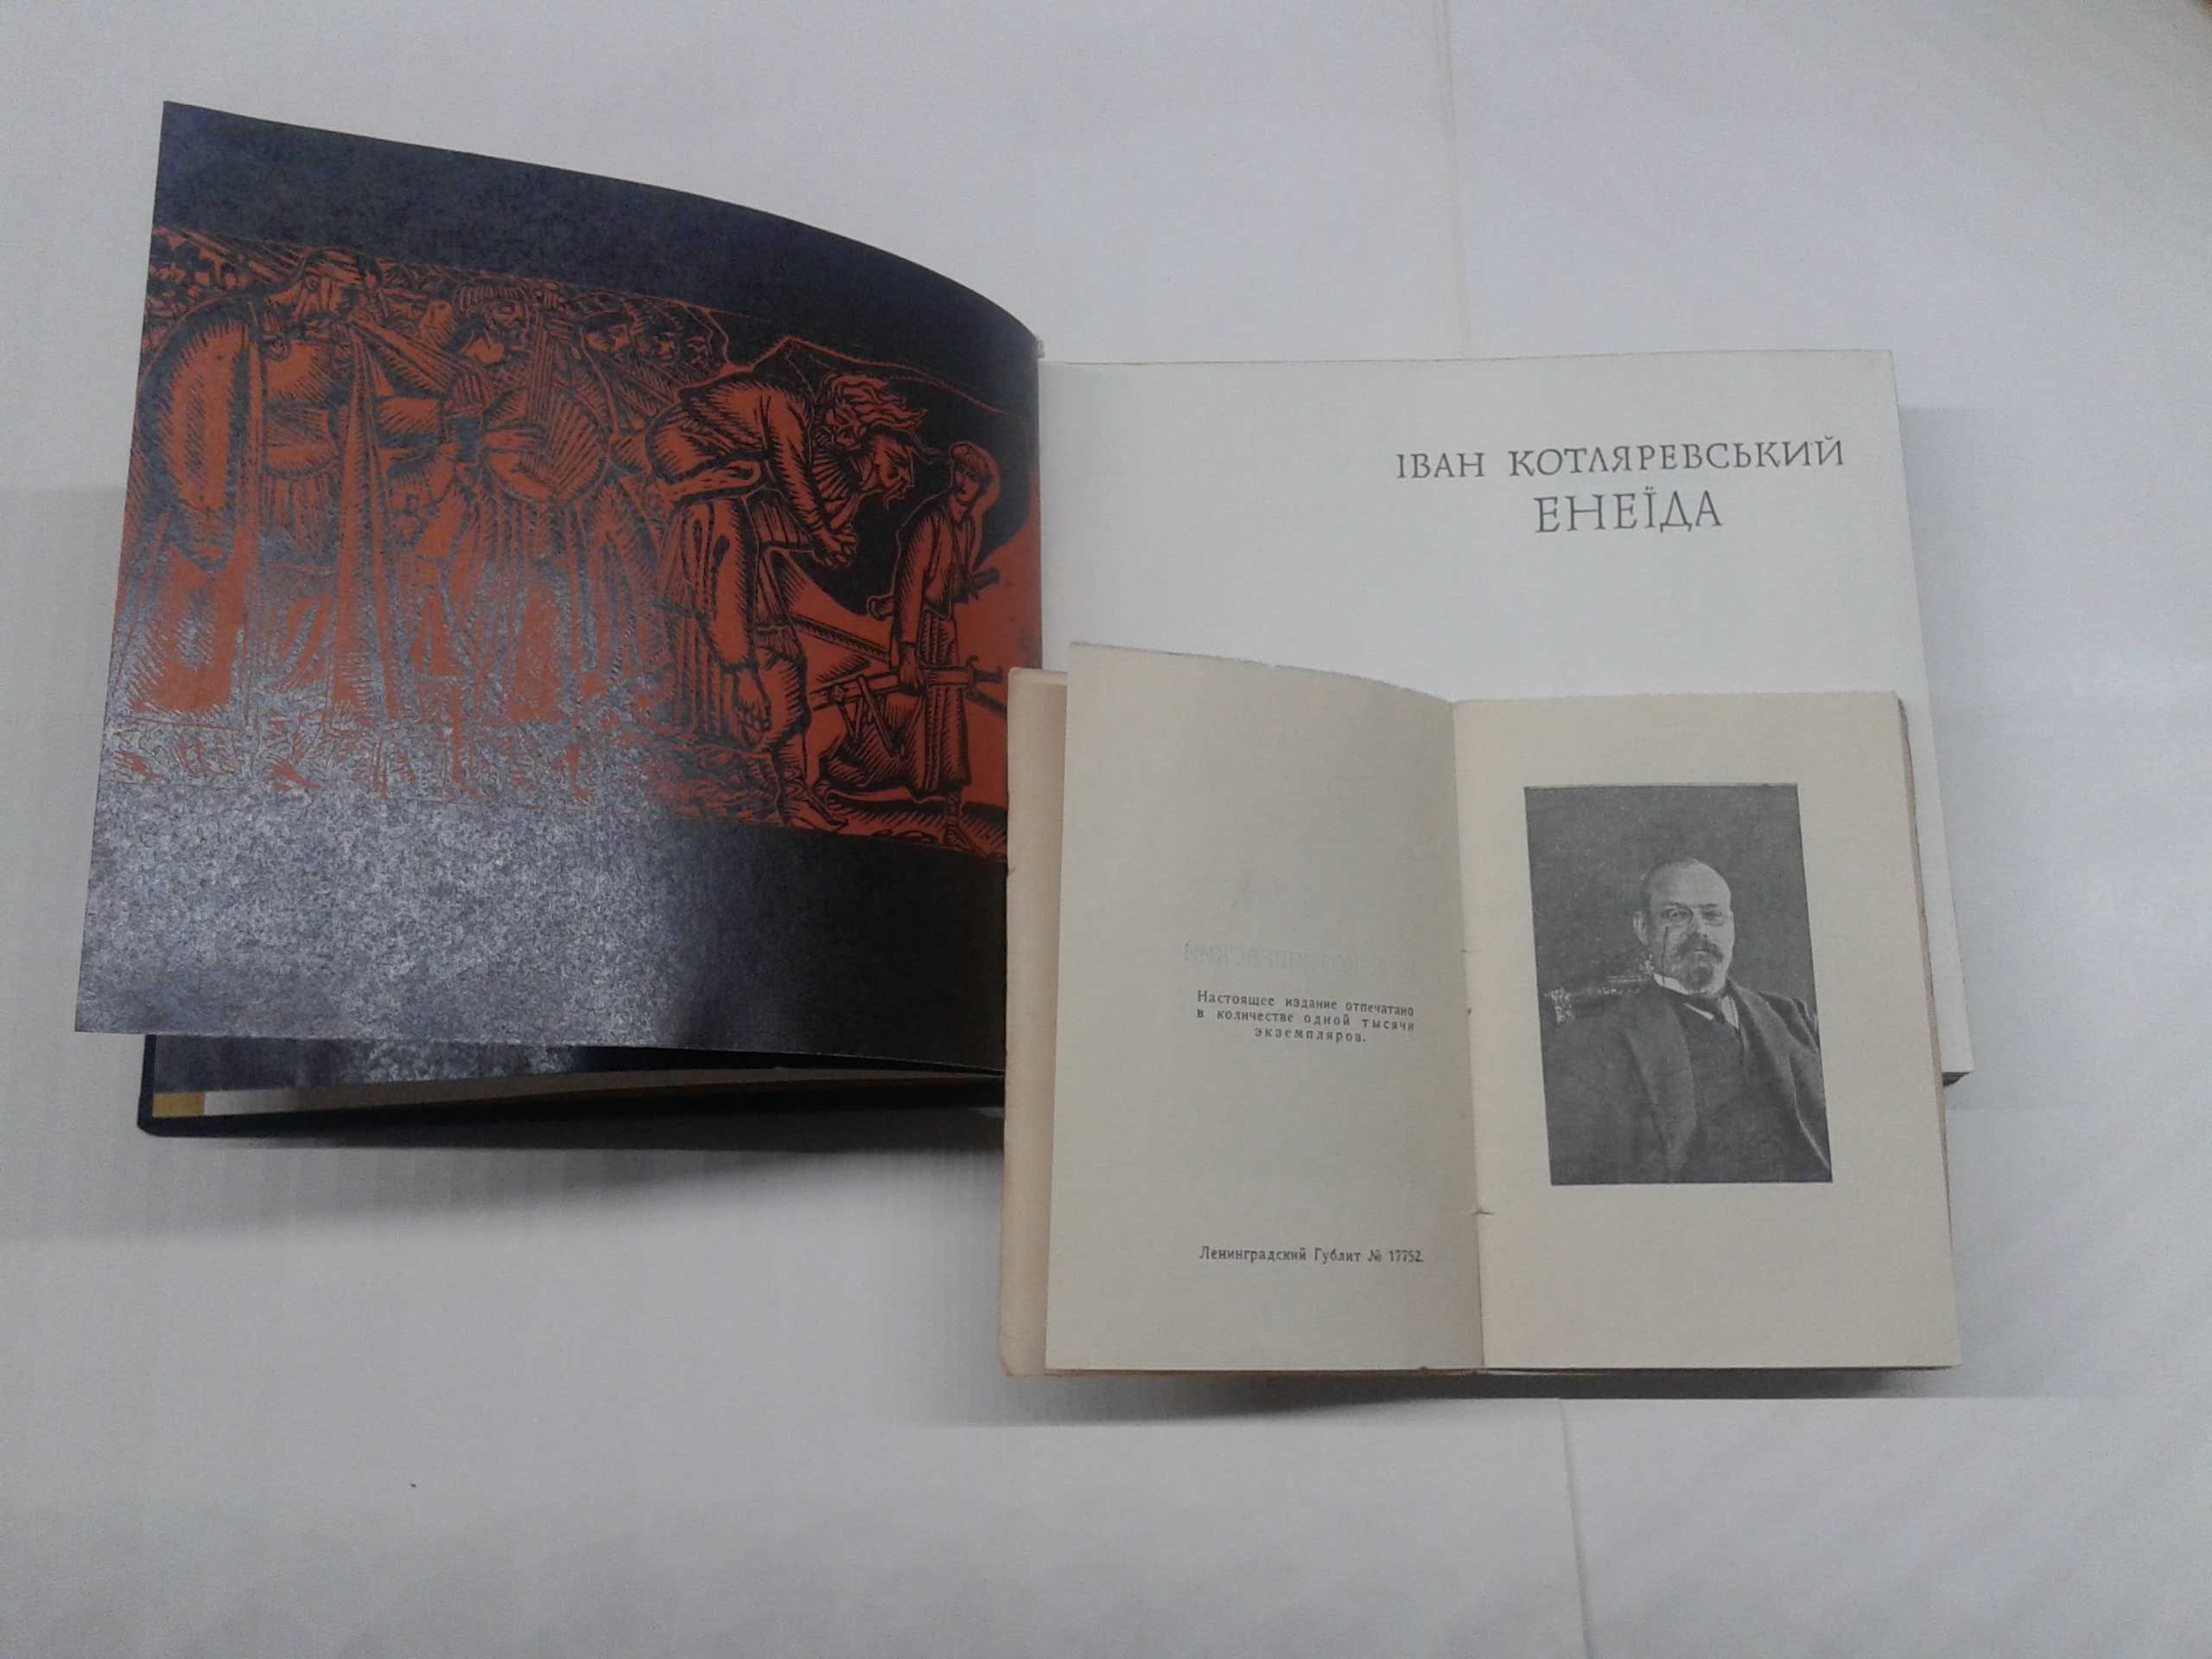 ІВАН КОТЛЯРЕВСЬКИЙ
ЕНЕЇДА
Настоящее издание отпечатано
в количестве одной тысячи
экземпляров.
Ленинградский Гублит № 17752.